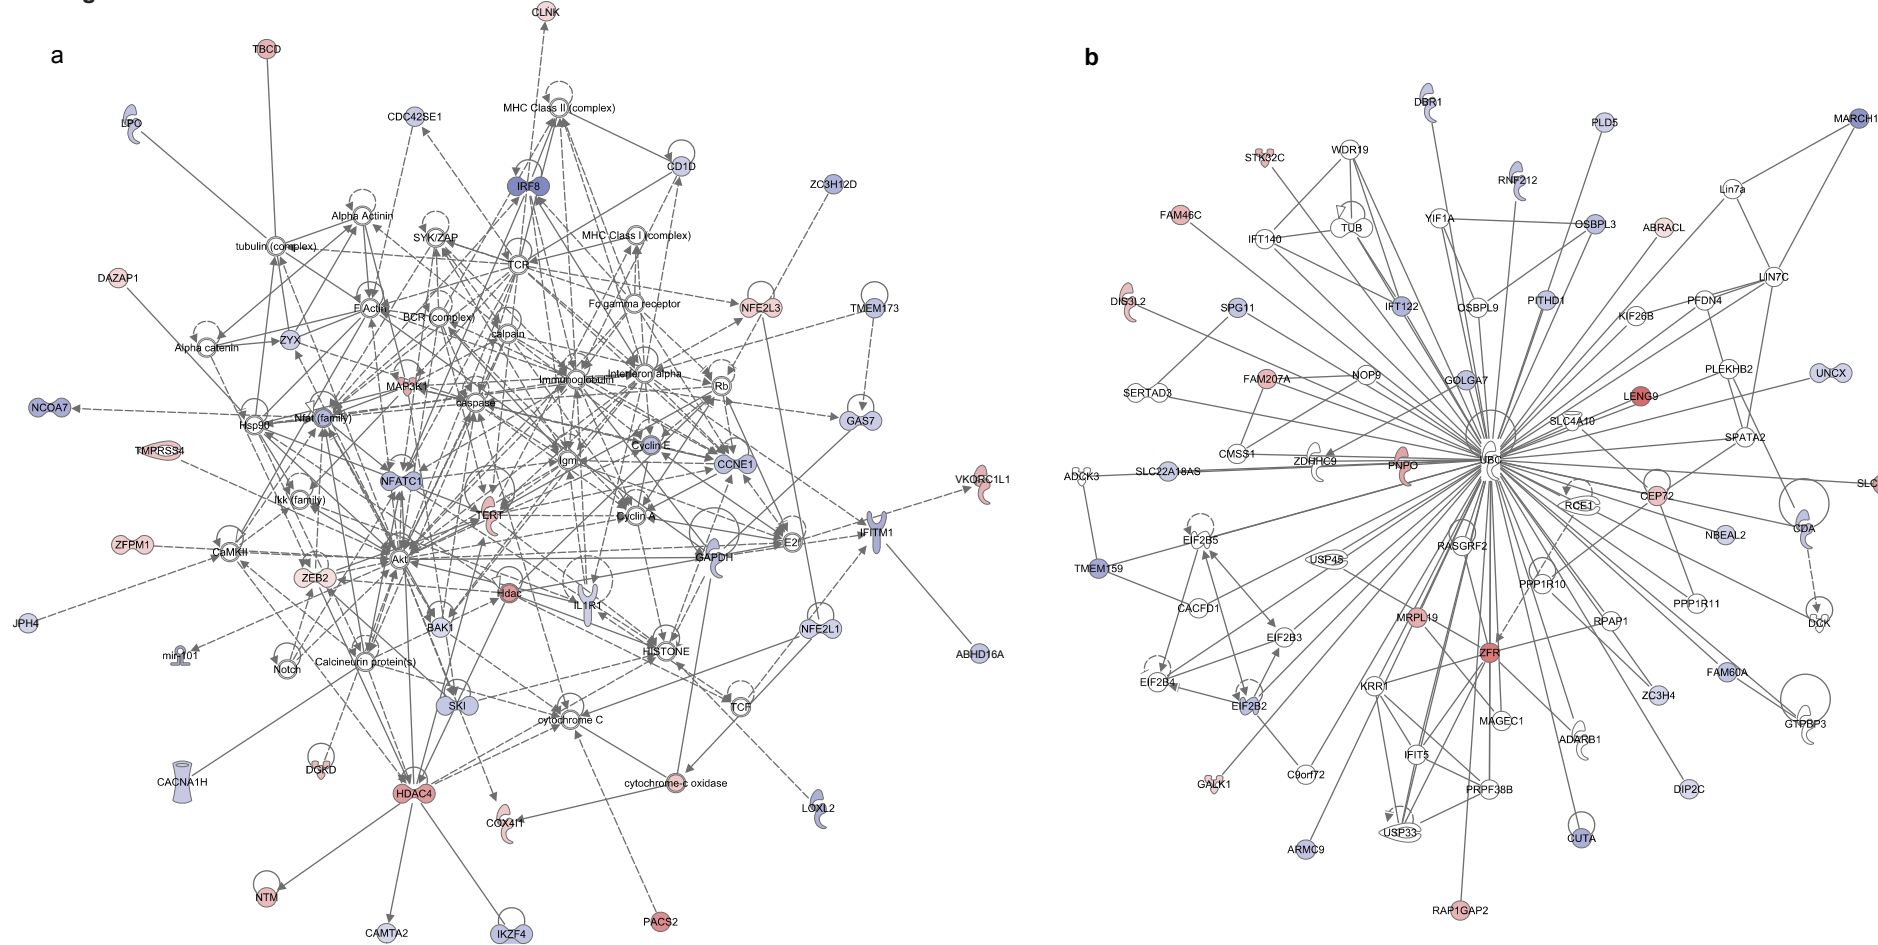 CLNK
a
b
TBCD
DBR1
MHC Class II (complex)
CDC42SE1
LPO
PLD5
MARCH1
STK32C
WDR19
CD1D
RNF212
IRF8
ZC3H12D
Lin7a
Alpha Actinin
FAM46C
YIF1A
OSBPL3
ABRACL
TUB
SYK/ZAP
MHC Class I (complex)
IFT140
tubulin (complex)
TCR
DAZAP1
LIN7C
DIS3L2
SPG11
IFT122
OSBPL9
PITHD1
PFDN4
F Actin
BCR (complex)
Fc gamma receptor
NFE2L3
TMEM173
KIF26B
calpain
Alpha catenin
ZYX
PLEKHB2
UNCX
MAP3K1
Immunoglobulin
Interferon alpha
Rb
FAM207A
NOP9
GOLGA7
SERTAD3
LENG9
NCOA7
caspase
Hsp90
Nfat (family)
GAS7
SLC4A10
SPATA2
TMPRSS4
Cyclin E
CCNE1
Igm
CMSS1
ZDHHC9
PNPO
UBC
ADCK3
SLC22A18AS
NFATC1
VKORC1L1
SLC
Ikk (family)
TERT
Cyclin A
CEP72
RCE1
ZFPM1
CaMKII
Akt
GAPDH
E2f
IFITM1
EIF2B5
RASGRF2
NBEAL2
CDA
USP45
TMEM159
ZEB2
Hdac
IL1R1
PPP1R10
CACFD1
PPP1R11
JPH4
BAK1
NFE2L1
MRPL19
RPAP1
DCK
EIF2B3
mir-101
Notch
Calcineurin protein(s)
HISTONE
ABHD16A
ZFR
EIF2B4
KRR1
FAM60A
SKI
cytochrome C
TCF
EIF2B2
ZC3H4
MAGEC1
GTPBP3
ADARB1
IFIT5
CACNA1H
DGKD
cytochrome-c oxidase
GALK1
C9orf72
HDAC4
PRPF38B
DIP2C
COX4I1
LOXL2
USP33
CUTA
ARMC9
NTM
PACS2
RAP1GAP2
CAMTA2
IKZF4